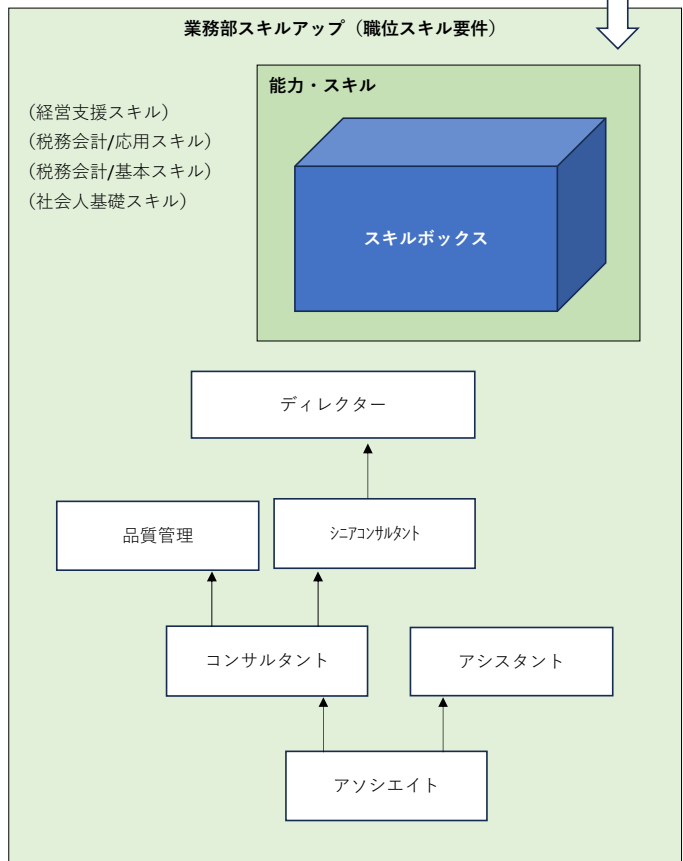 業務部スキルアップ（職位スキル要件）
能力・スキル
（経営支援スキル）
（税務会計/応用スキル）
（税務会計/基本スキル）
（社会人基礎スキル）
スキルボックス
ディレクター
品質管理
ｼﾆｱｺﾝｻﾙﾀﾝﾄ
コンサルタント
アシスタント
アソシエイト